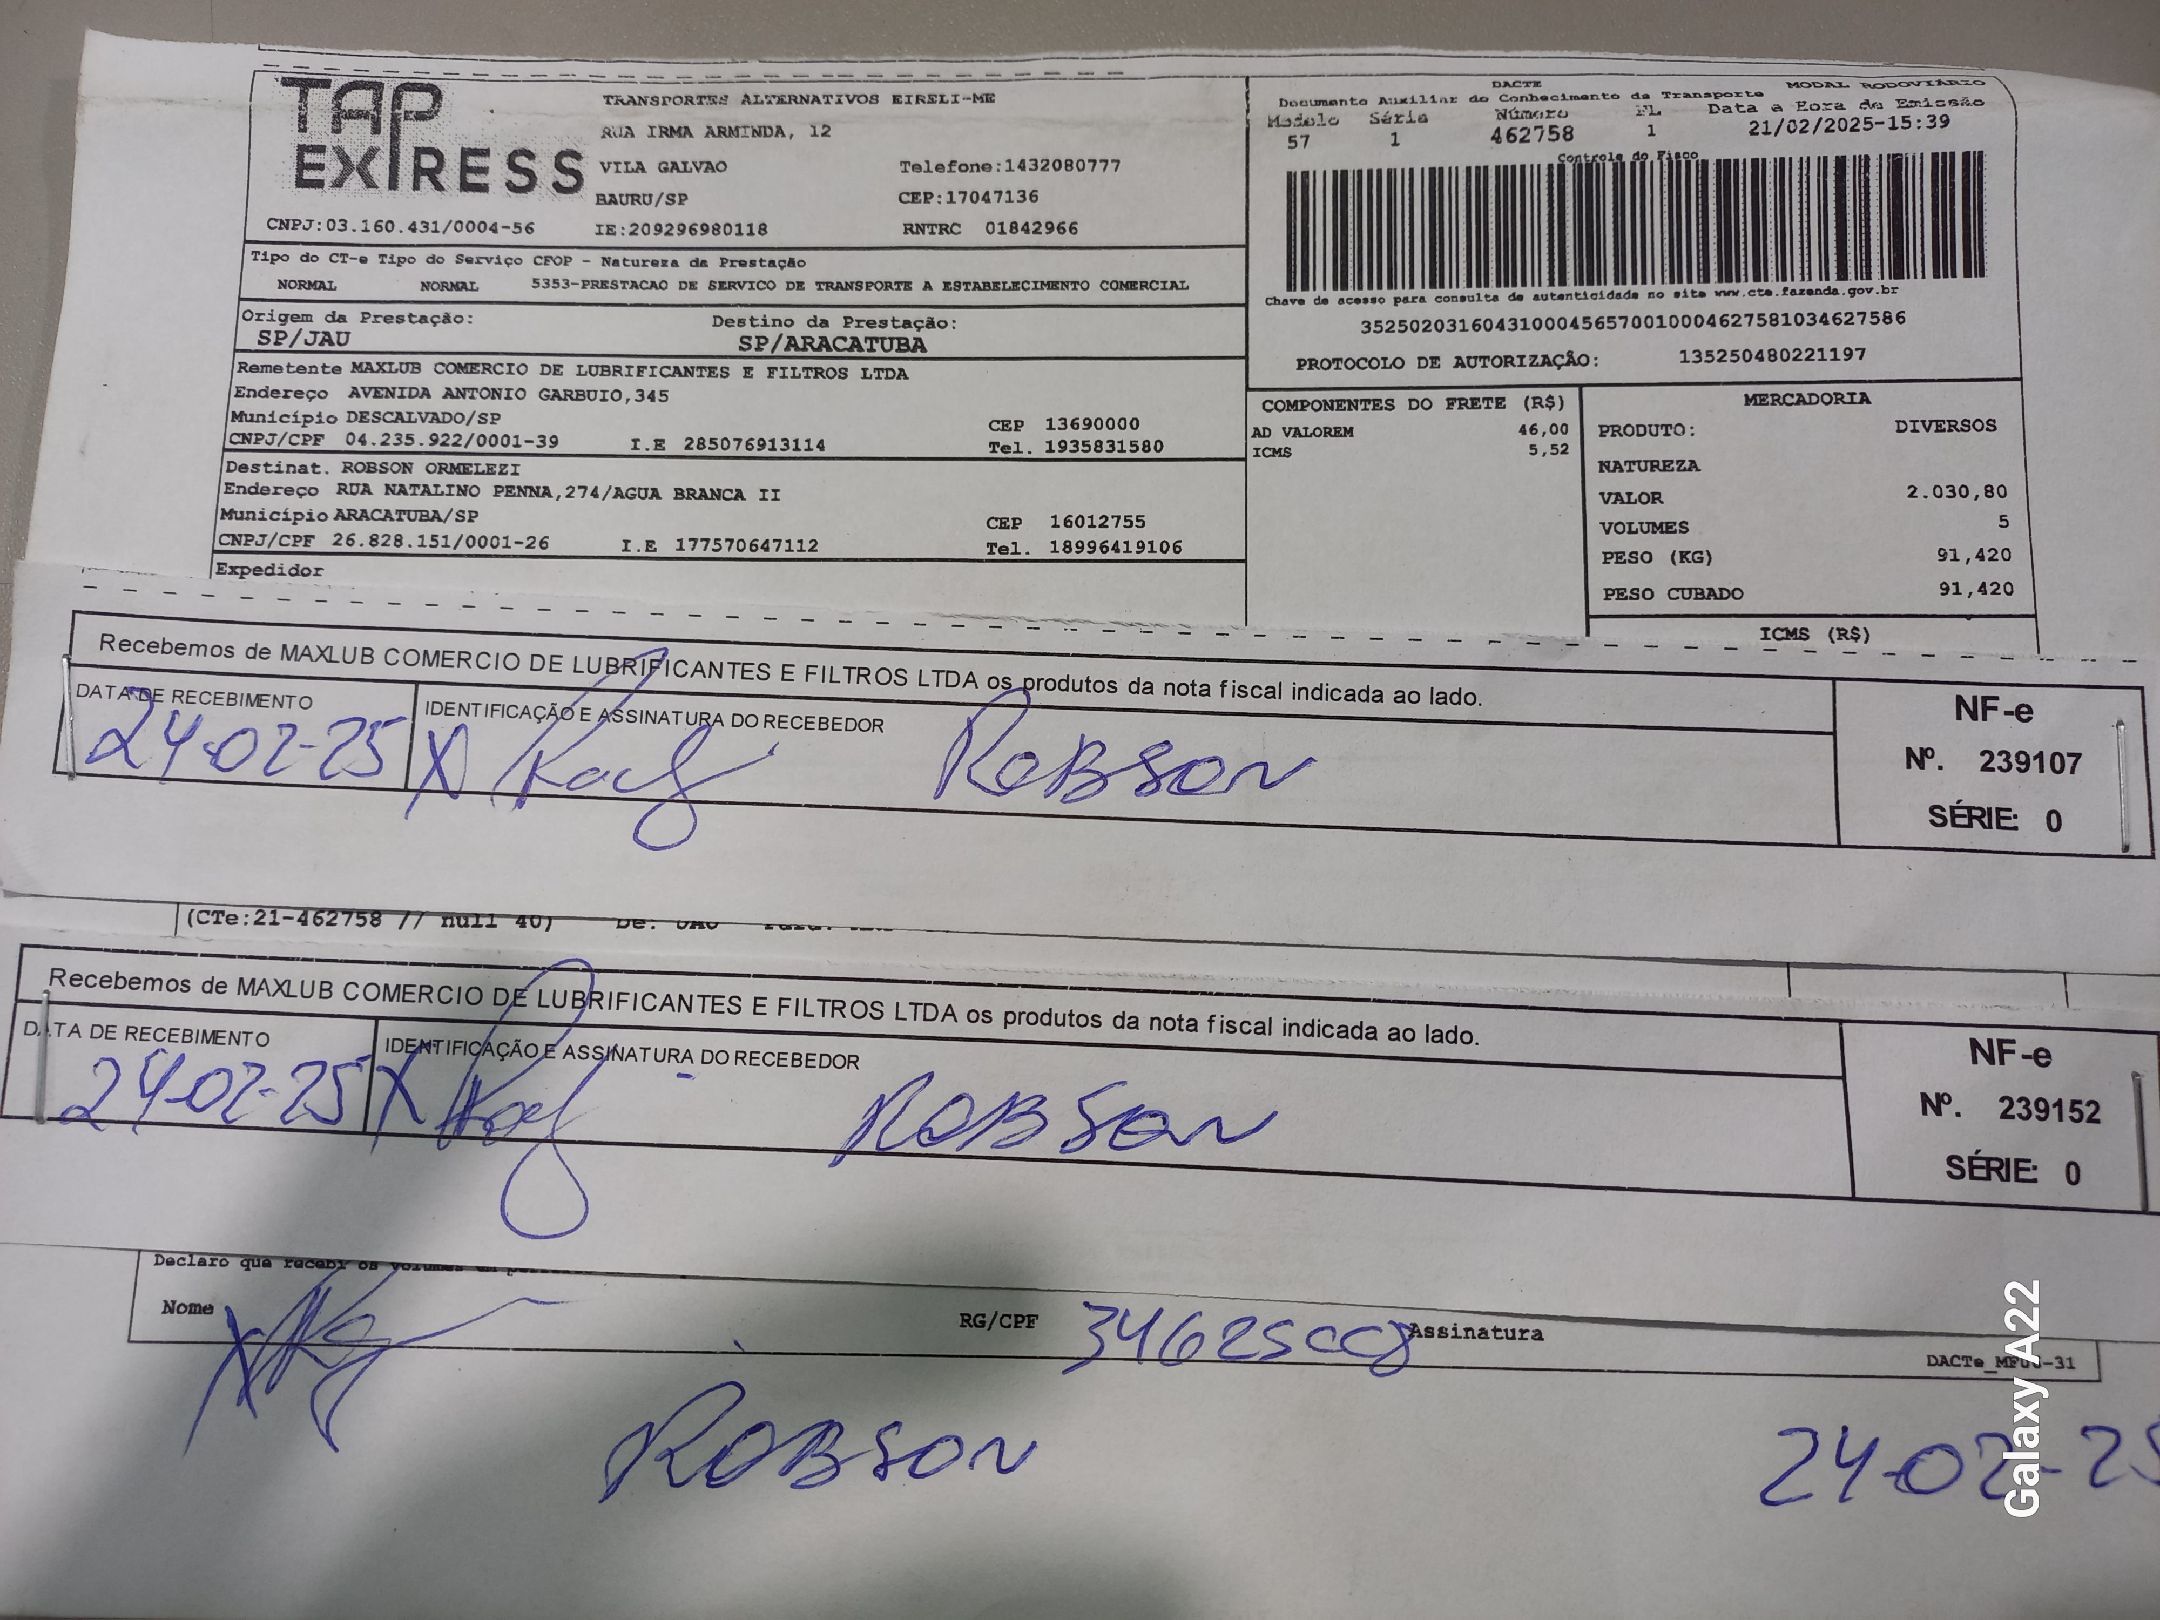 TAP EXPRESS
TRANSPORTES ALTERNATIVOS EIRELI-ME
RUA IRMA ARMINDA, 12
VILA GALVAO Telefone:1432080777
BAURU/SP CEP:17047136
CNPJ:03.160.431/0004-56 IE:209296980118 RNTRC 01842966
DACTE MODAL RODOVIÁRIO
Documento Auxiliar do Conhecimento de Transporte
Modelo Série Número FL Data e Hora de Emissão
57 1 462758 1 21/02/2025-15:39
Controle do Fisco
Chave de acesso para consulta de autenticidade no site www.cte.fazenda.gov.br
35250203160431000456570010004627581034627586
PROTOCOLO DE AUTORIZAÇÃO: 135250480221197
Tipo do CT-e Tipo do Serviço CFOP - Natureza da Prestação
NORMAL NORMAL 5353-PRESTACAO DE SERVICO DE TRANSPORTE A ESTABELECIMENTO COMERCIAL
Origem da Prestação: Destino da Prestação:
SP/JAU SP/ARACATUBA
Remetente MAXLUB COMERCIO DE LUBRIFICANTES E FILTROS LTDA
Endereço AVENIDA ANTONIO GARBUIO,345
Município DESCALVADO/SP CEP 13690000
CNPJ/CPF 04.235.922/0001-39 I.E 285076913114 Tel. 1935831580
Destinat. ROBSON ORMELEZI
Endereço RUA NATALINO PENNA,274/AGUA BRANCA II
Município ARACATUBA/SP CEP 16012755
CNPJ/CPF 26.828.151/0001-26 I.E 177570647112 Tel. 18996419106
Expedidor
COMPONENTES DO FRETE (R$)
AD VALOREM 46,00
ICMS 5,52
MERCADORIA
PRODUTO: DIVERSOS
NATUREZA
VALOR 2.030,80
VOLUMES 5
PESO (KG) 91,420
PESO CUBADO 91,420
ICMS (R$)
Recebemos de MAXLUB COMERCIO DE LUBRIFICANTES E FILTROS LTDA os produtos da nota fiscal indicada ao lado.
DATA DE RECEBIMENTO IDENTIFICAÇÃO E ASSINATURA DO RECEBEDOR
24-02-25 X Robson
NF-e
Nº. 239107
SÉRIE: 0
(CTe:21-462758 // null 40) De: JAU
Recebemos de MAXLUB COMERCIO DE LUBRIFICANTES E FILTROS LTDA os produtos da nota fiscal indicada ao lado.
DATA DE RECEBIMENTO IDENTIFICAÇÃO E ASSINATURA DO RECEBEDOR
24-02-25 X Robson
NF-e
Nº. 239152
SÉRIE: 0
Declaro que recebi os volumes em
Nome X RG/CPF Assinatura
DACTe_MF06-31
Robson
24-02-25
Galaxy A22